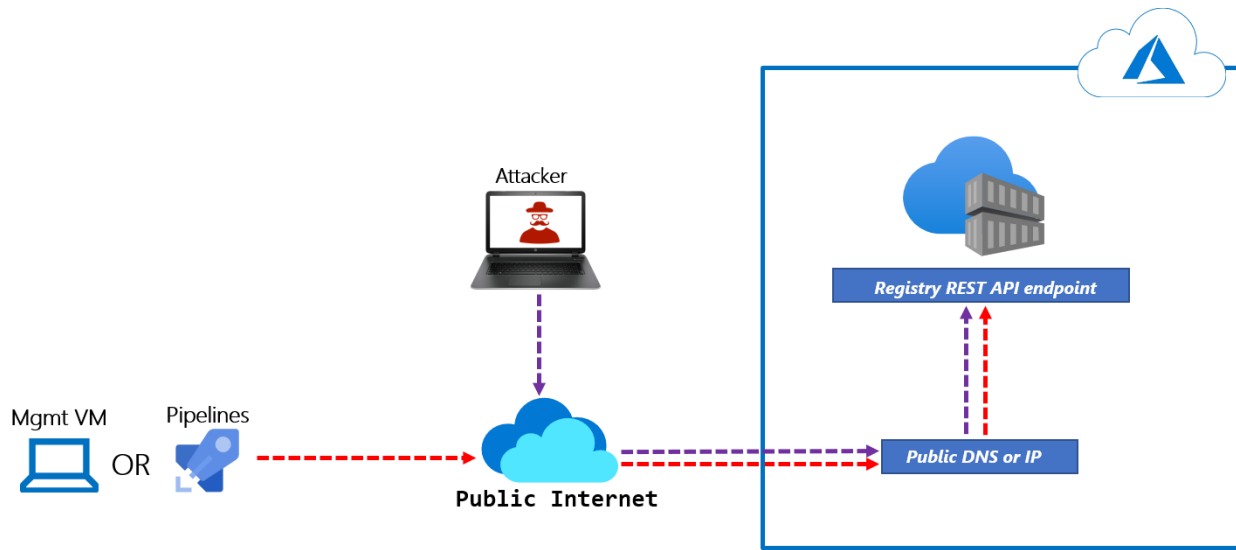 Attacker
Registry REST API endpoint
Mgmt VM
OR
Pipelines
Public Internet
Public DNS or IP